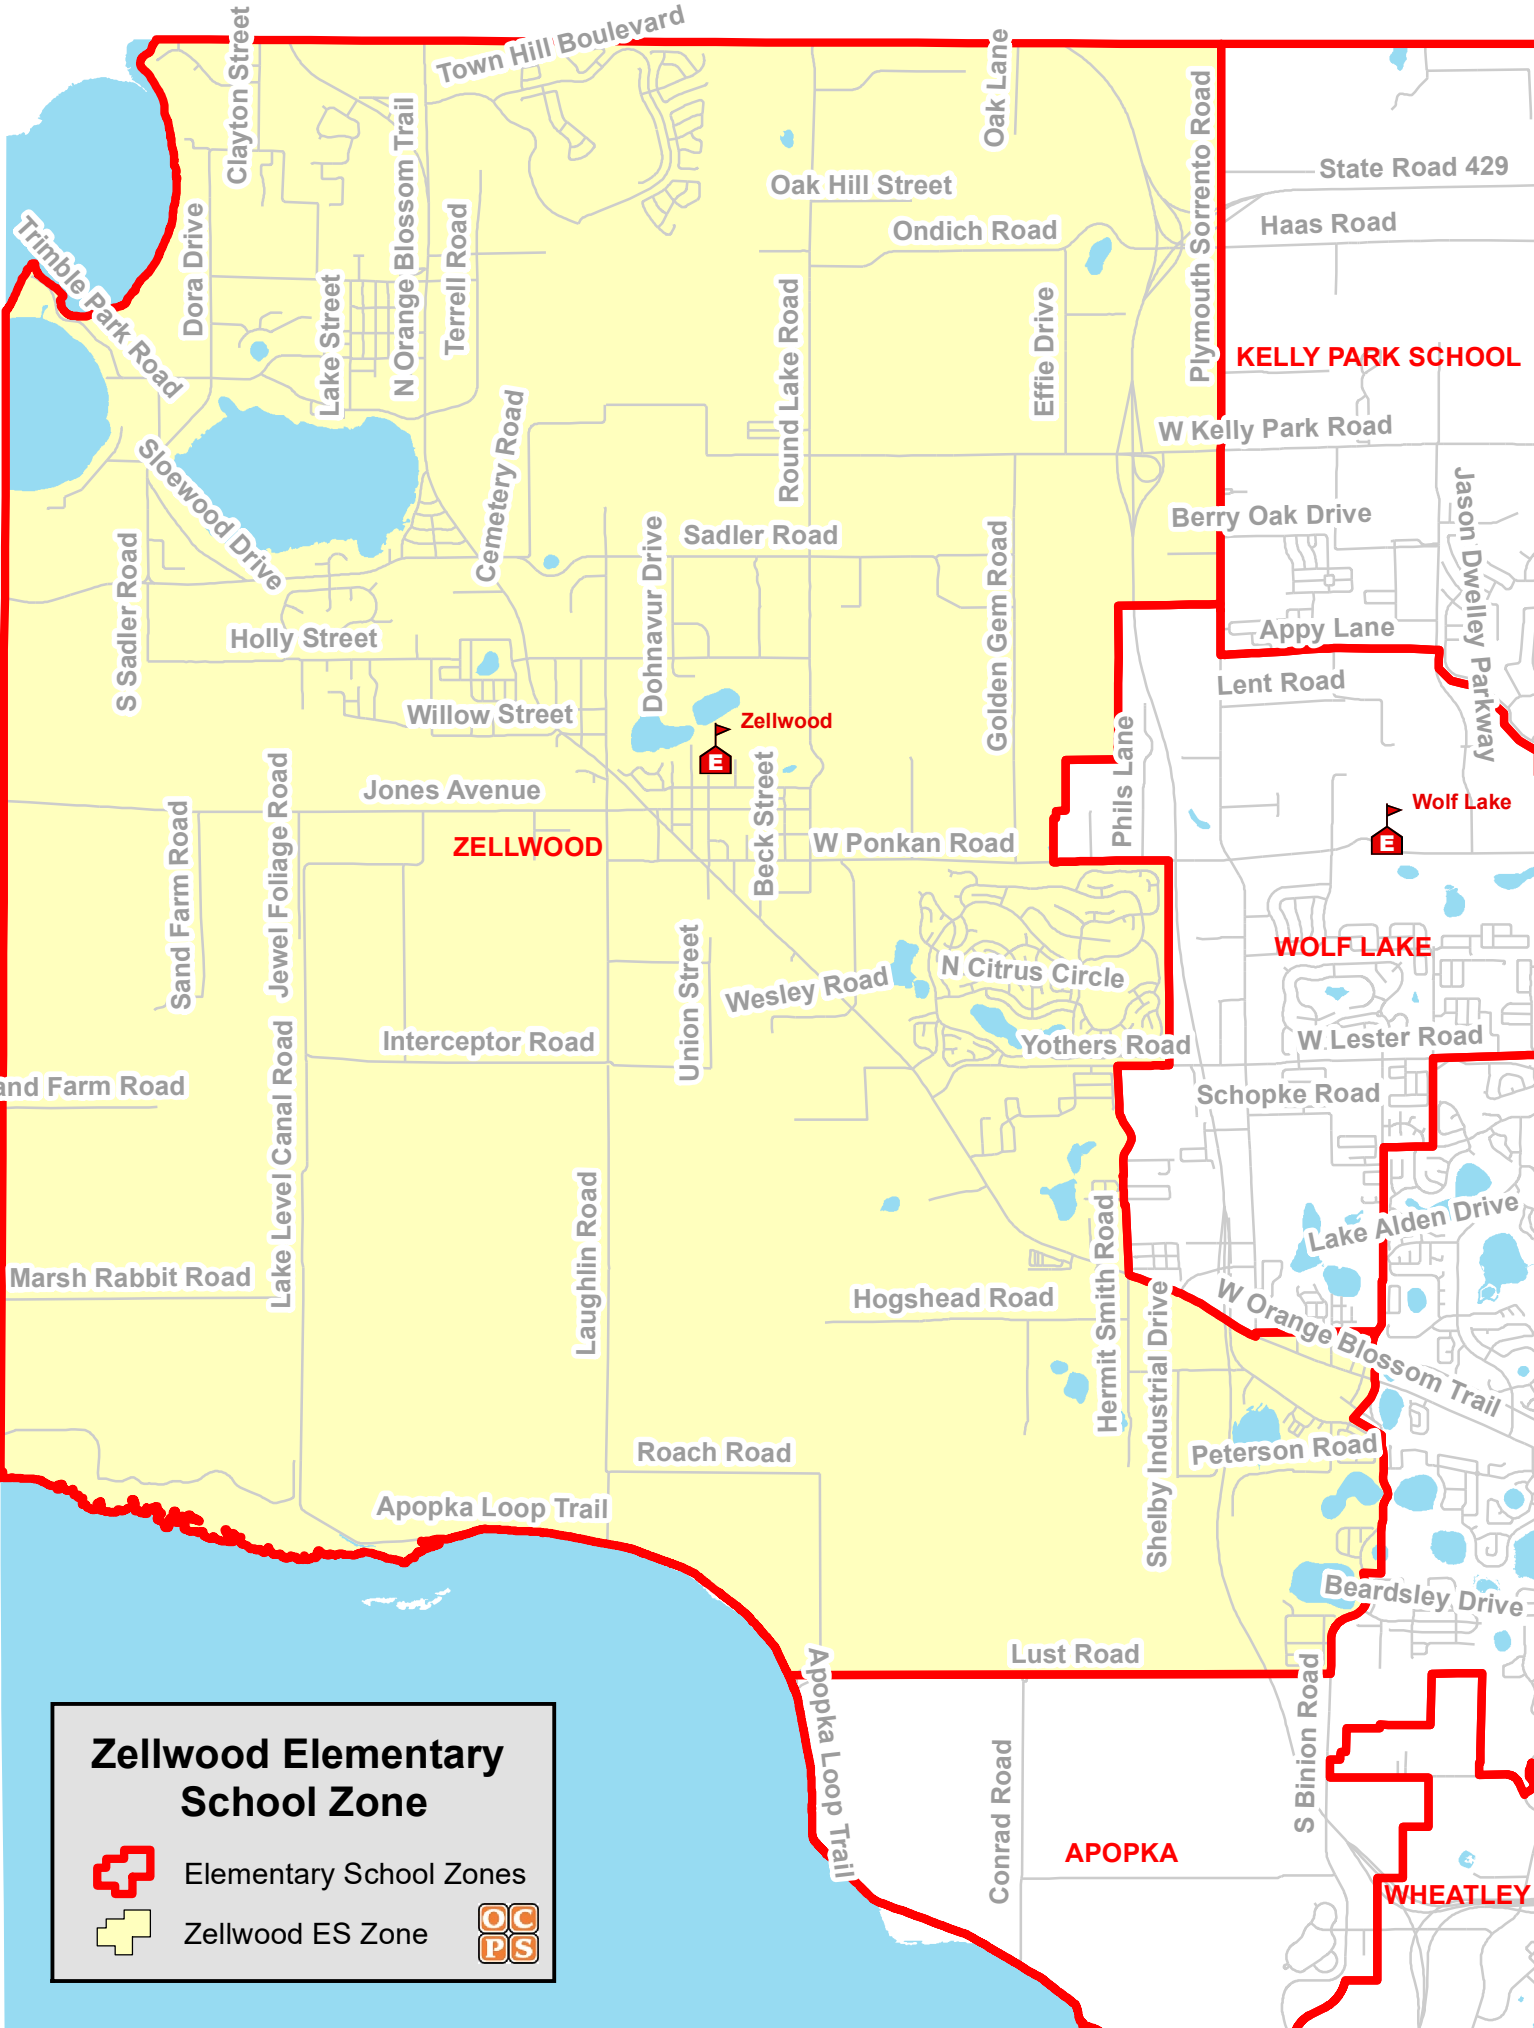 Clayton Street
Town Hill Boulevard
Oak Lane
N Orange Blossom Trail
Plymouth Sorrento Road
State Road 429
Oak Hill Street
Haas Road
Ondich Road
Dora Drive
Terrell Road
Trimble Park Road
Lake Street
Round Lake Road
Effie Drive
KELLY PARK SCHOOL
W Kelly Park Road
Cemetery Road
Sloewood Drive
Berry Oak Drive
Jason Dwelley Parkway
Sadler Road
S Sadler Road
Dohnavur Drive
Golden Gem Road
Holly Street
Appy Lane
Lent Road
Willow Street
Zellwood
E
Phils Lane
Jewel Foliage Road
Jones Avenue
Beck Street
Wolf Lake
E
Sand Farm Road
ZELLWOOD
W Ponkan Road
WOLF LAKE
Union Street
Wesley Road
N Citrus Circle
Interceptor Road
Yothers Road
W Lester Road
and Farm Road
Lake Level Canal Road
Schopke Road
Laughlin Road
Hermit Smith Road
Lake Alden Drive
Marsh Rabbit Road
Hogshead Road
Shelby Industrial Drive
W Orange Blossom Trail
Roach Road
Peterson Road
Apopka Loop Trail
Beardsley Drive
Lust Road
Apopka Loop Trail
S Binion Road
Conrad Road
APOPKA
WHEATLEY
Zellwood Elementary
School Zone
Elementary School Zones
Zellwood ES Zone
OC
PS